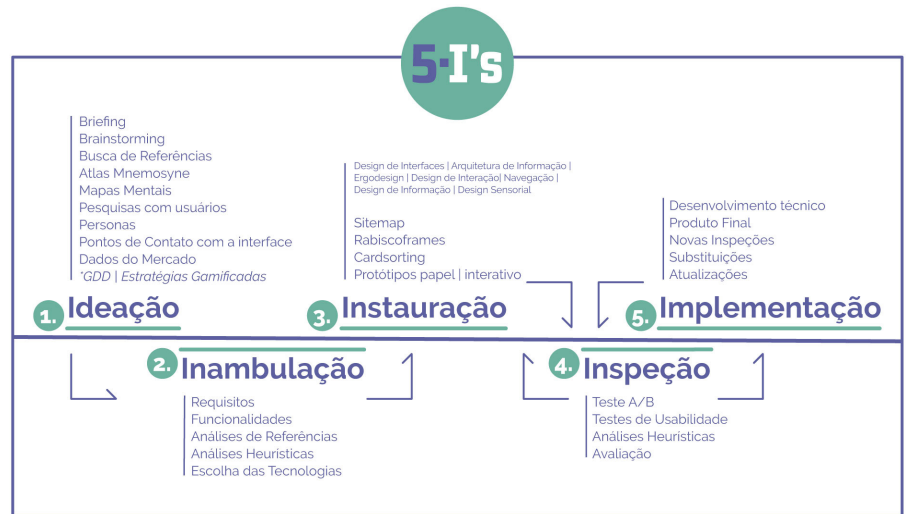 5·I's
Briefing
Brainstorming
Busca de Referências
Atlas Mnemosyne
Mapas Mentais
Pesquisas com usuários
Personas
Pontos de Contato com a interface
Dados do Mercado
*GDD | Estratégias Gamificadas
1. Ideação
2. Inambulação
Requisitos
Funcionalidades
Análises de Referências
Análises Heurísticas
Escolha das Tecnologias
Design de Interfaces | Arquitetura de Informação |
Ergodesign | Design de Interação| Navegação |
Design de Informação | Design Sensorial
Sitemap
Rabiscoframes
Cardsorting
Protótipos papel | interativo
3. Instauração
4. Inspeção
Teste A/B
Testes de Usabilidade
Análises Heurísticas
Avaliação
Desenvolvimento técnico
Produto Final
Novas Inspeções
Substituições
Atualizações
5. Implementação